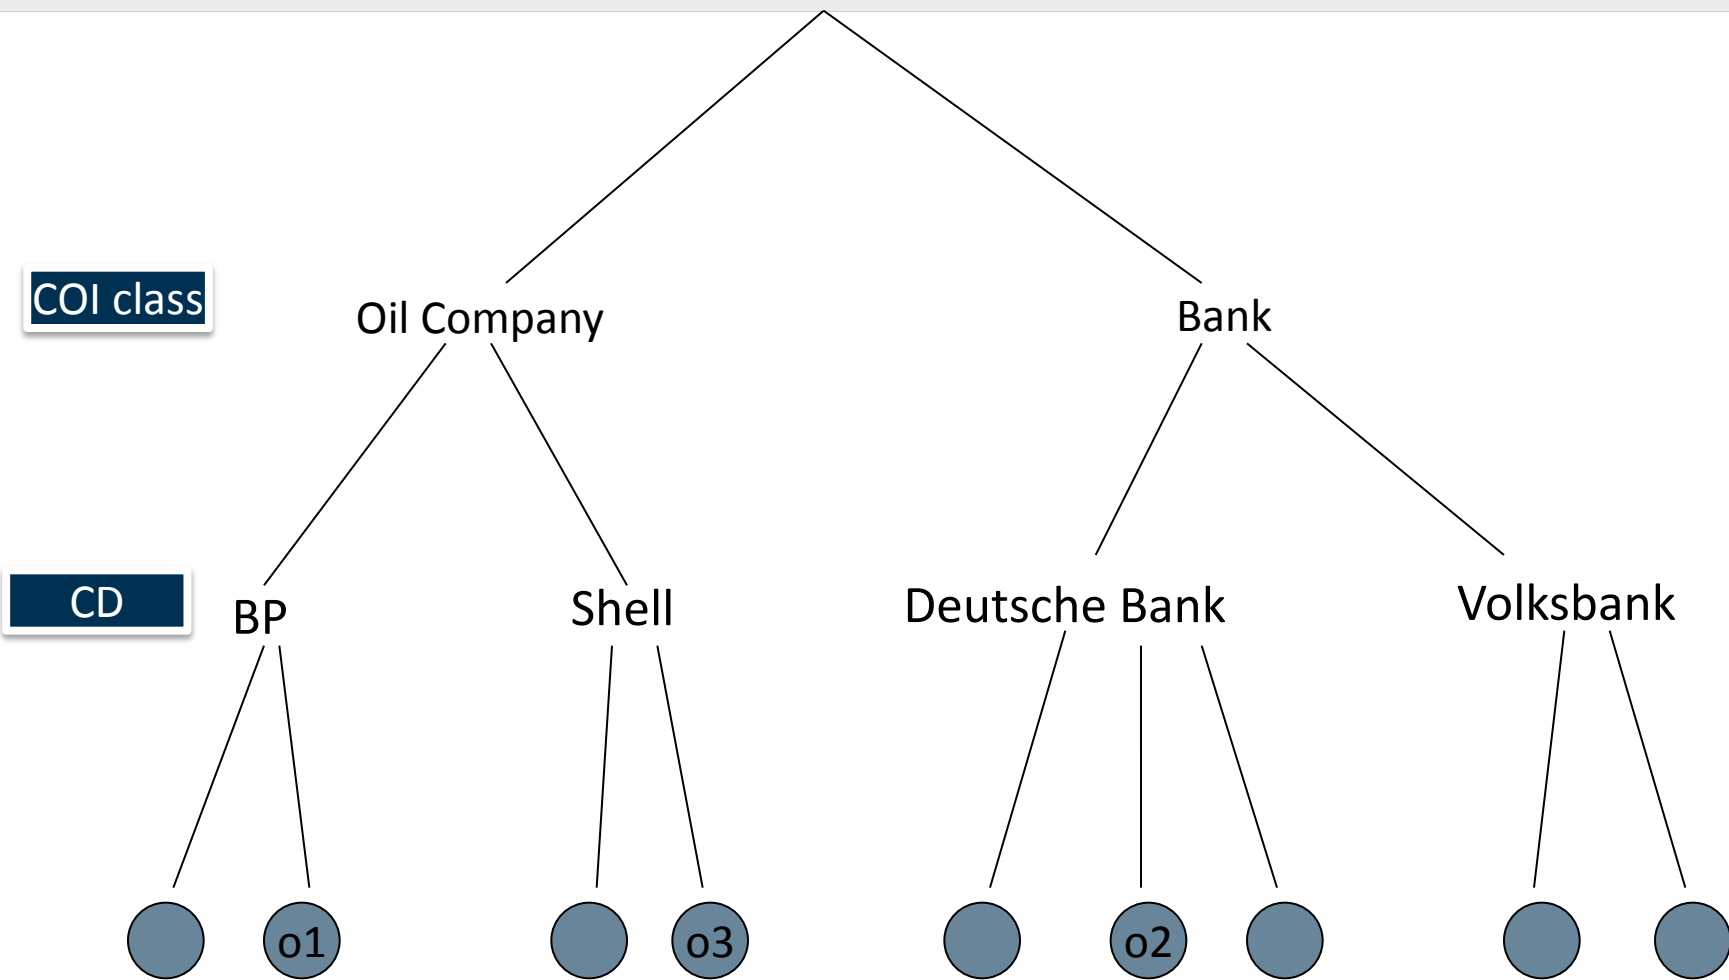 COI class
Oil Company
Bank
CD
BP
Shell
Deutsche Bank
Volksbank
o1
o3
o2